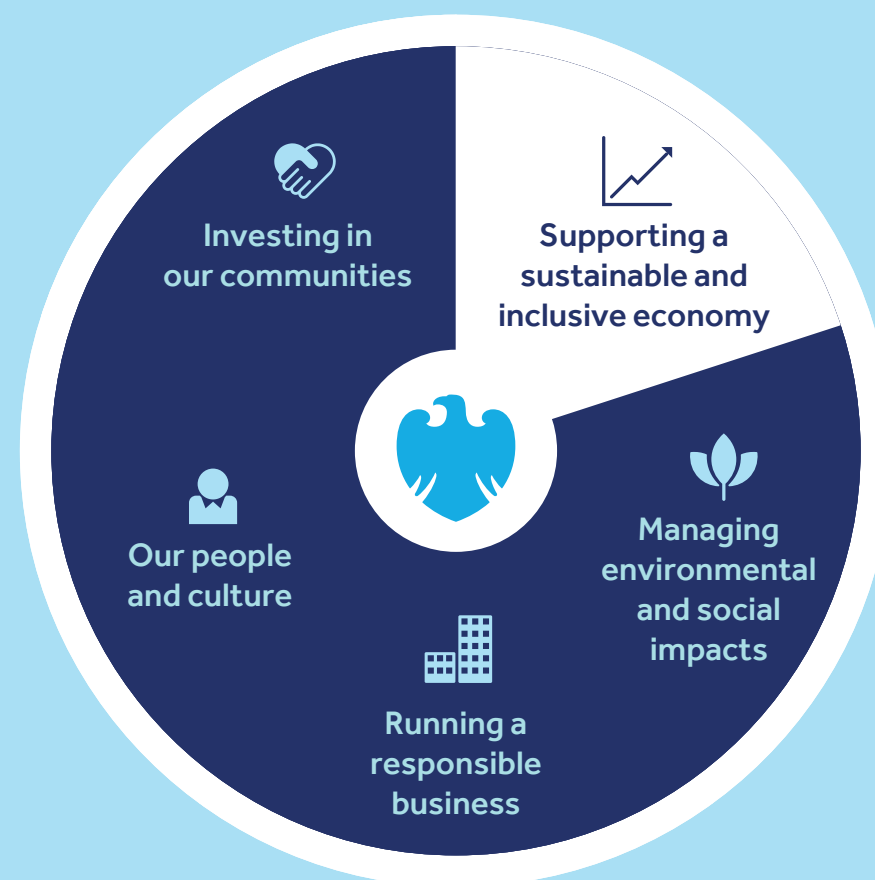 Investing in
our communities
Supporting a
sustainable and
inclusive economy
Managing
environmental
and social
impacts
Running a
responsible
business
Our people
and culture